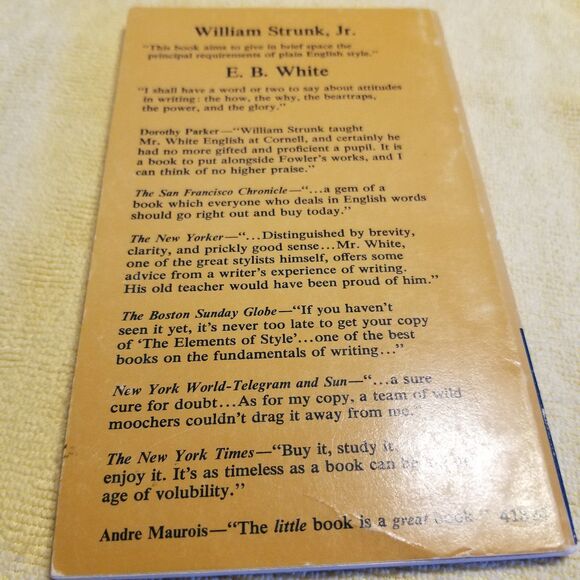 William Strunk, Jr.
"This book aims to give in brief space the
principal requirements of plain English style."
E. B. White
"I shall have a word or two to say about attitudes
in writing: the how, the why, the beartraps,
the power, and the glory."
Dorothy Parker—"William Strunk taught
Mr. White English at Cornell, and certainly he
had no more gifted and proficient a pupil. It is
a book to put alongside Fowler's works, and I
can think of no higher praise."
The San Francisco Chronicle—"...a gem of a
book which everyone who deals in English words
should go right out and buy today."
The New Yorker—"...Distinguished by brevity,
clarity, and prickly good sense...Mr. White,
one of the great stylists himself, offers some
advice from a writer's experience of writing.
His old teacher would have been proud of him."
The Boston Sunday Globe—"If you haven't
seen it yet, it's never too late to get your copy
of 'The Elements of Style'...one of the best
books on the fundamentals of writing..."
New York World-Telegram and Sun—"...a sure
cure for doubt...As for my copy, a team of wild
moochers couldn't drag it away from me."
The New York Times—"Buy it, study it,
enjoy it. It's as timeless as a book can be
age of volubility."
Andre Maurois—"The little book is a great book